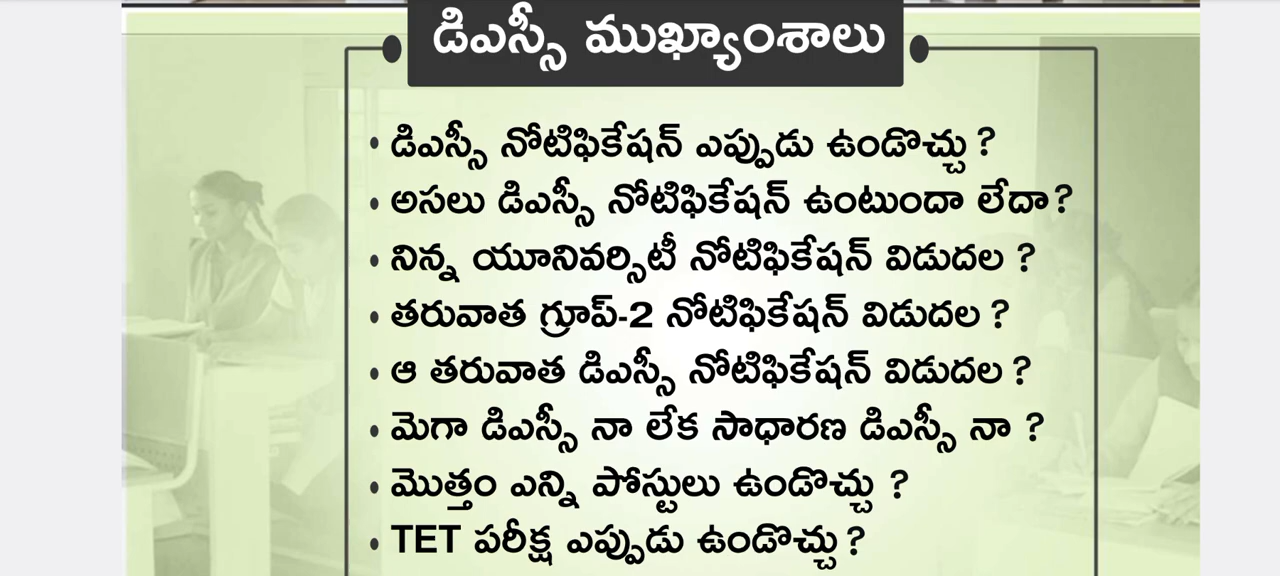 డిఎస్సీ ముఖ్యాంశాలు
• డిఎస్సీ నోటిఫికేషన్ ఎప్పుడు ఉండొచ్చు ?
• అసలు డిఎస్సీ నోటిఫికేషన్ ఉంటుందా లేదా ?
• నిన్న యూనివర్సిటీ నోటిఫికేషన్ విడుదల ?
• తరువాత గ్రూప్-2 నోటిఫికేషన్ విడుదల ?
• ఆ తరువాత డిఎస్సీ నోటిఫికేషన్ విడుదల ?
• మెగా డిఎస్సీ నా లేక సాధారణ డిఎస్సీ నా ?
• మొత్తం ఎన్ని పోస్టులు ఉండొచ్చు ?
• TET పరీక్ష ఎప్పుడు ఉండొచ్చు ?